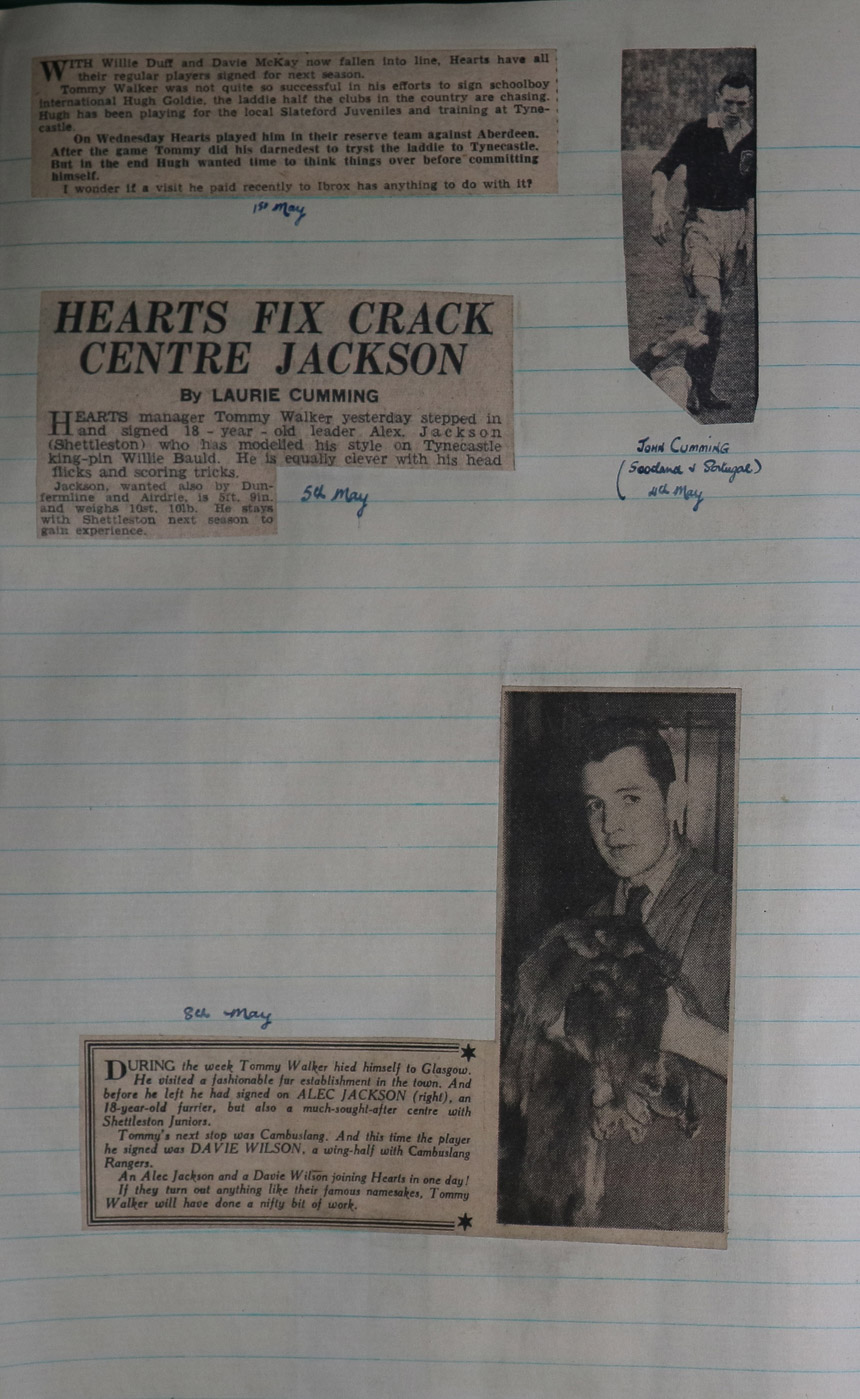 WITH Willie Duff and Davie McKay now fallen into line, Hearts have all
their regular players signed for next season.
Tommy Walker was not quite so successful in his efforts to sign schoolboy
international Hugh Goldie, the laddie half the clubs in the country are chasing.
Hugh has been playing for the local Slateford Juveniles and training at Tyne-
castle.
On Wednesday Hearts played him in their reserve team against Aberdeen.
After the game Tommy did his darnedest to tryst the laddie to Tynecastle.
But in the end Hugh wanted time to think things over before committing
himself.
I wonder if a visit he paid recently to Ibrox has anything to do with it?
1st May
HEARTS FIX CRACK
CENTRE JACKSON
By LAURIE CUMMING
HEARTS manager Tommy Walker yesterday stepped in
and signed 18-year-old leader Alex. Jackson
(Shettleston) who has modelled his style on Tynecastle
king-pin Willie Bauld. He is equally clever with his head
flicks and scoring tricks.
Jackson, wanted also by Dun-
fermline and Airdrie, is 5ft. 9in.
and weighs 10st. 10lb. He stays
with Shettleston next season to
gain experience.
5th May
JOHN CUMMING
(Scotland v Portugal)
4th May
8th May
DURING the week Tommy Walker hied himself to Glasgow.
He visited a fashionable fur establishment in the town. And
before he left he had signed on ALEC JACKSON (right), an
18-year-old furrier, but also a much-sought-after centre with
Shettleston Juniors.
Tommy's next stop was Cambuslang. And this time the player
he signed was DAVIE WILSON, a wing-half with Cambuslang
Rangers.
An Alec Jackson and a Davie Wilson joining Hearts in one day!
If they turn out anything like their famous namesakes, Tommy
Walker will have done a nifty bit of work.